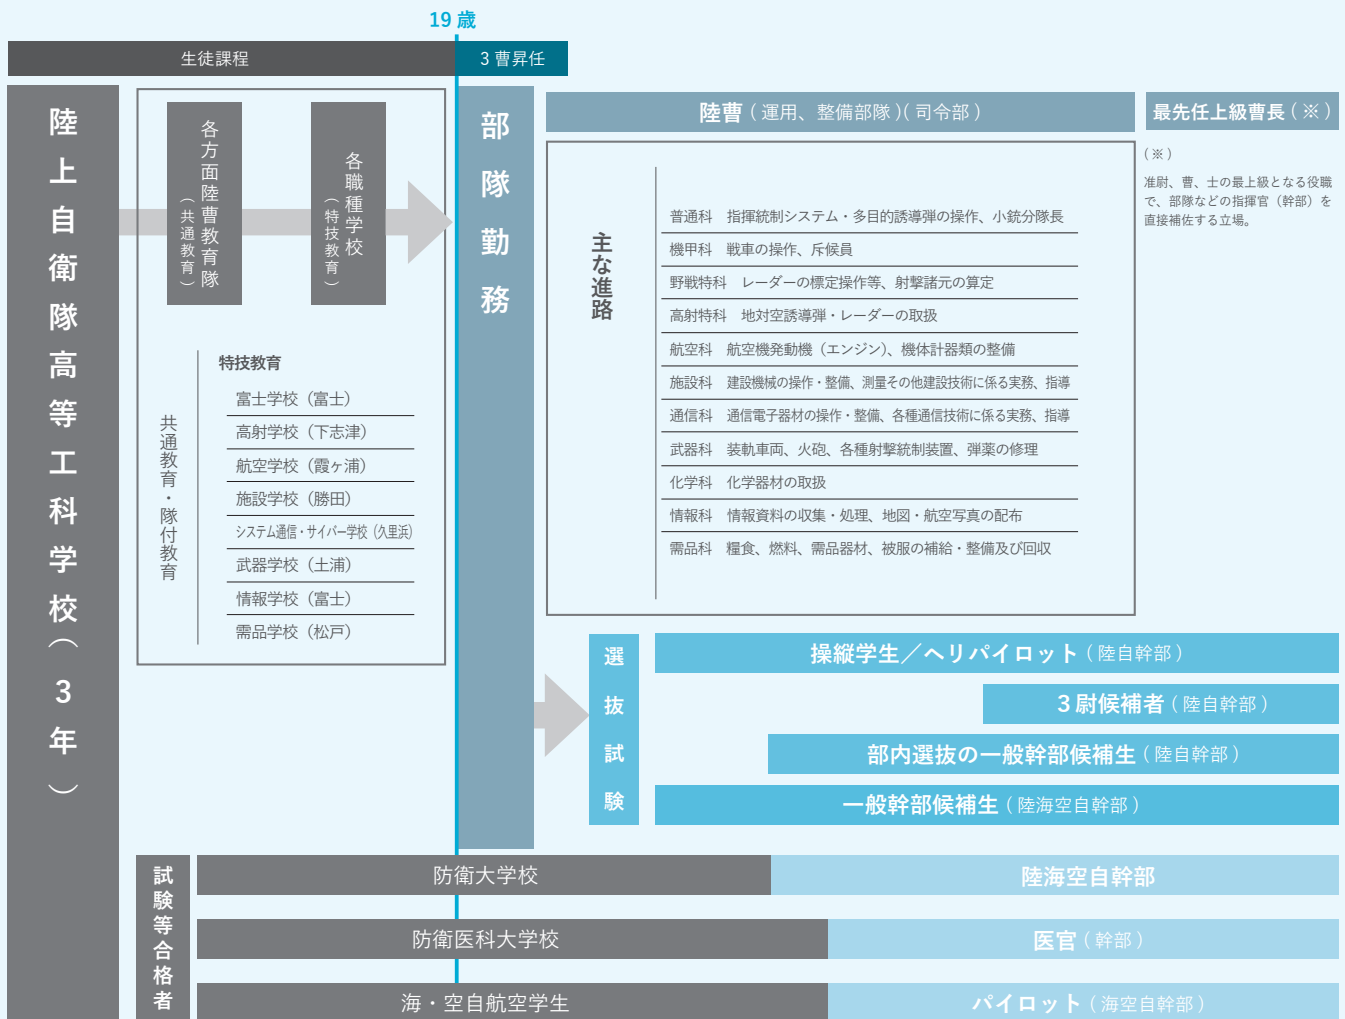 19 歳
生徒課程
3 曹昇任
陸上自衛隊高等工科学校（3年）
各方面陸曹教育隊
（共通教育）
各職種学校
（特技教育）
部隊勤務
陸曹 ( 運用、整備部隊 )( 司令部 )
最先任上級曹長 ( ※ )
( ※ )
准尉、曹、士の最上級となる役職
で、部隊などの指揮官（幹部）を
直接補佐する立場。
主な進路
普通科　指揮統制システム・多目的誘導弾の操作、小銃分隊長
機甲科　戦車の操作、斥候員
野戦特科　レーダーの標定操作等、射撃諸元の算定
高射特科　地対空誘導弾・レーダーの取扱
航空科　航空機発動機（エンジン）、機体計器類の整備
施設科　建設機械の操作・整備、測量その他建設技術に係る実務、指導
通信科　通信電子器材の操作・整備、各種通信技術に係る実務、指導
武器科　装軌車両、火砲、各種射撃統制装置、弾薬の修理
化学科　化学器材の取扱
情報科　情報資料の収集・処理、地図・航空写真の配布
需品科　糧食、燃料、需品器材、被服の補給・整備及び回収
共通教育・隊付教育
特技教育
富士学校（富士）
高射学校（下志津）
航空学校（霞ヶ浦）
施設学校（勝田）
システム通信・サイバー学校（久里浜）
武器学校（土浦）
情報学校（富士）
需品学校（松戸）
選抜試験
操縦学生／ヘリパイロット ( 陸自幹部 )
3 尉候補者 ( 陸自幹部 )
部内選抜の一般幹部候補生 ( 陸自幹部 )
一般幹部候補生 ( 陸海空自幹部 )
試験等合格者
防衛大学校
陸海空自幹部
防衛医科大学校
医官 ( 幹部 )
海・空自航空学生
パイロット ( 海空自幹部 )